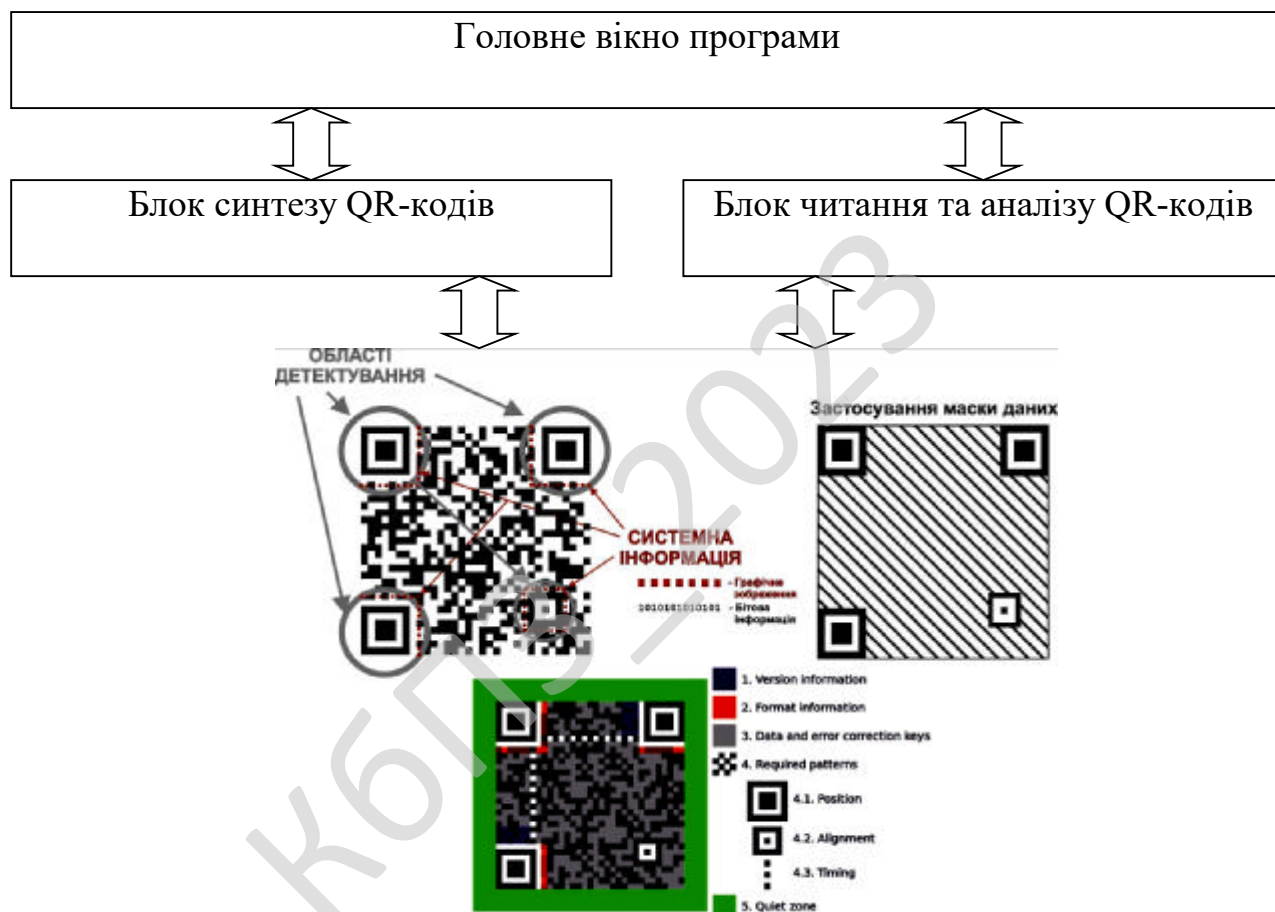 Головне вікно програми
Блок синтезу QR-кодів
Блок читання та аналізу QR-кодів
ОБЛАСТІ
ДЕТЕКТУВАННЯ
Застосування маски даних
СИСТЕМНА
ІНФОРМАЦІЯ
- Графічне
зображення
1010101010101 - Бітова
інформація
1. Version information
2. Format information
3. Data and error correction keys
4. Required patterns
4.1. Position
4.2. Alignment
4.3. Timing
5. Quiet zone
КБПЗ_2023